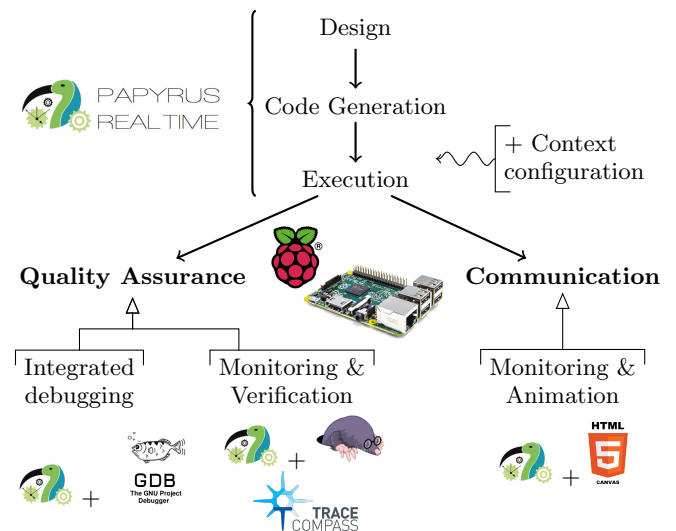 Design
PAPYRUS
REALTIME
Code Generation
+ Context
configuration
Execution
®
Quality Assurance
Communication
Integrated
debugging
Monitoring &
Verification
Monitoring &
Animation
+
GDB
The GNU Project
Debugger
+
TRACE
COMPASS
+
HTML
5
CANVAS